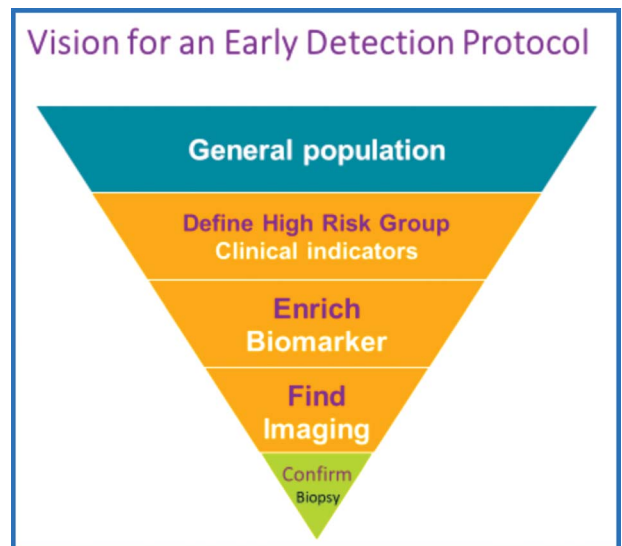 Vision for an Early Detection Protocol
General population
Define High Risk Group
Clinical indicators
Enrich
Biomarker
Find
Imaging
Confirm
Biopsy